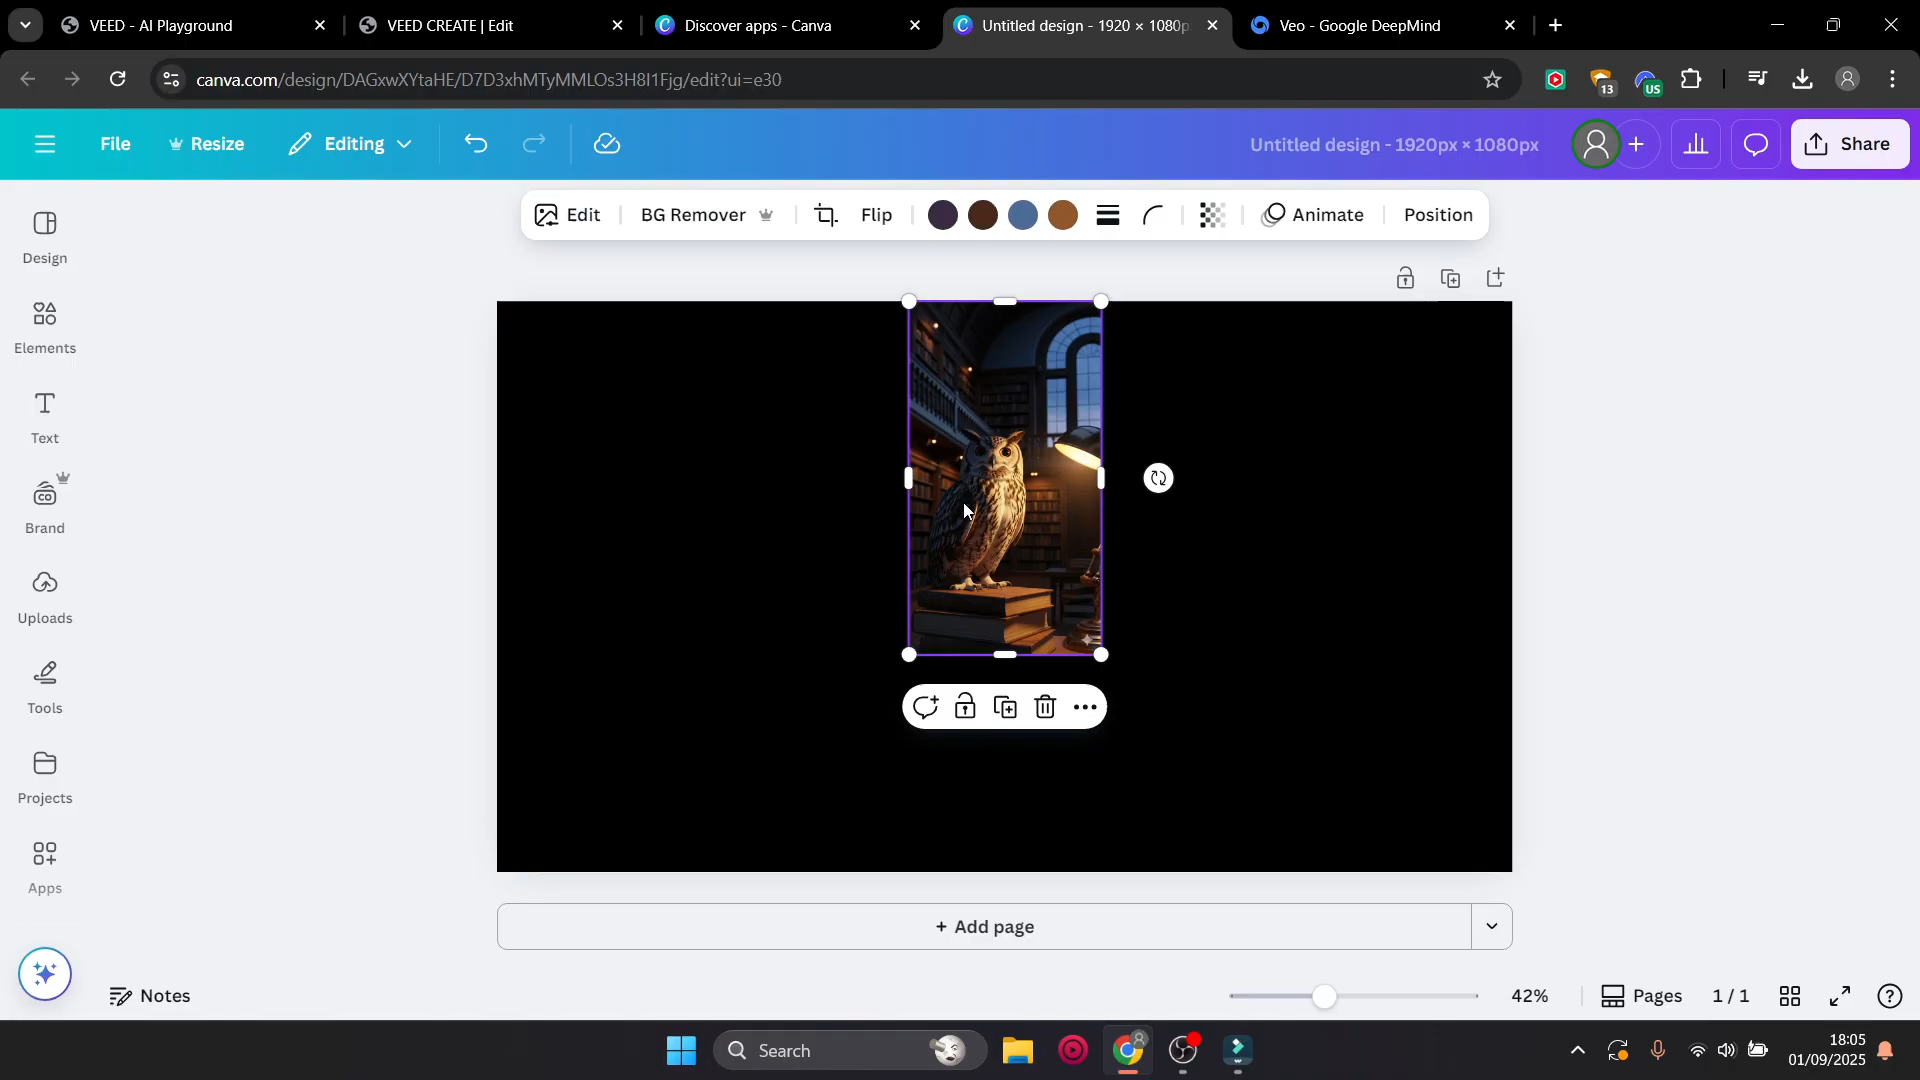 VEED - AI Playground
VEED CREATE | Edit
Discover apps - Canva
Untitled design - 1920 × 1080p
Veo - Google DeepMind
canva.com/design/DAGxwXYtaHE/D7D3xhMTyMMLOs3H8I1Fjg/edit?ui=e30
13
US
File
Resize
Editing
Untitled design - 1920px × 1080px
Share
Edit
BG Remover
Flip
Animate
Position
Design
Elements
Text
CO
Brand
Uploads
Tools
Projects
Apps
+ Add page
Notes
42%
Pages
1 / 1
Search
18:05
01/09/2025